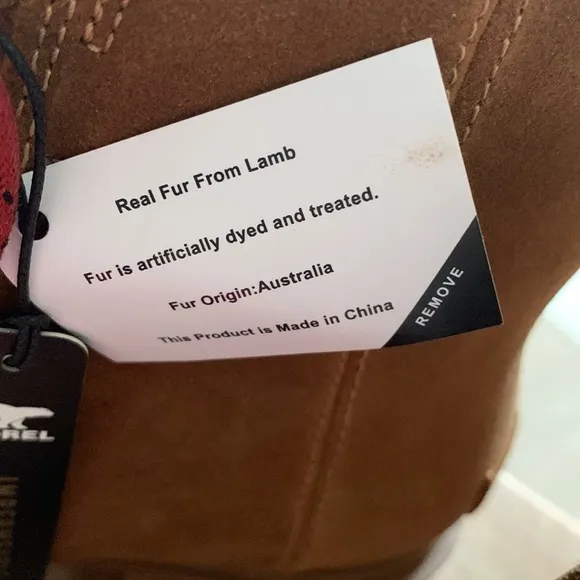 Real Fur From Lamb
Fur is artificially dyed and treated.
Fur Origin:Australia
This Product is Made in China
REMOVE
REL